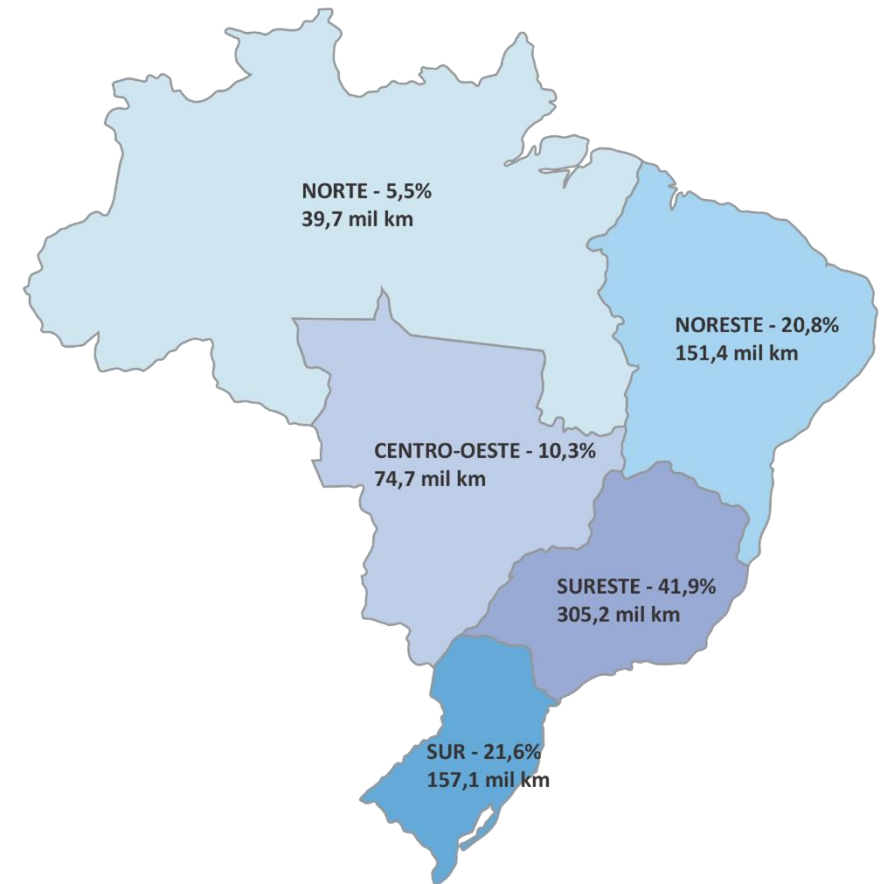 NORTE - 5,5%
39,7 mil km
NORESTE - 20,8%
151,4 mil km
CENTRO-OESTE - 10,3%
74,7 mil km
SURESTE - 41,9%
305,2 mil km
SUR - 21,6%
157,1 mil km